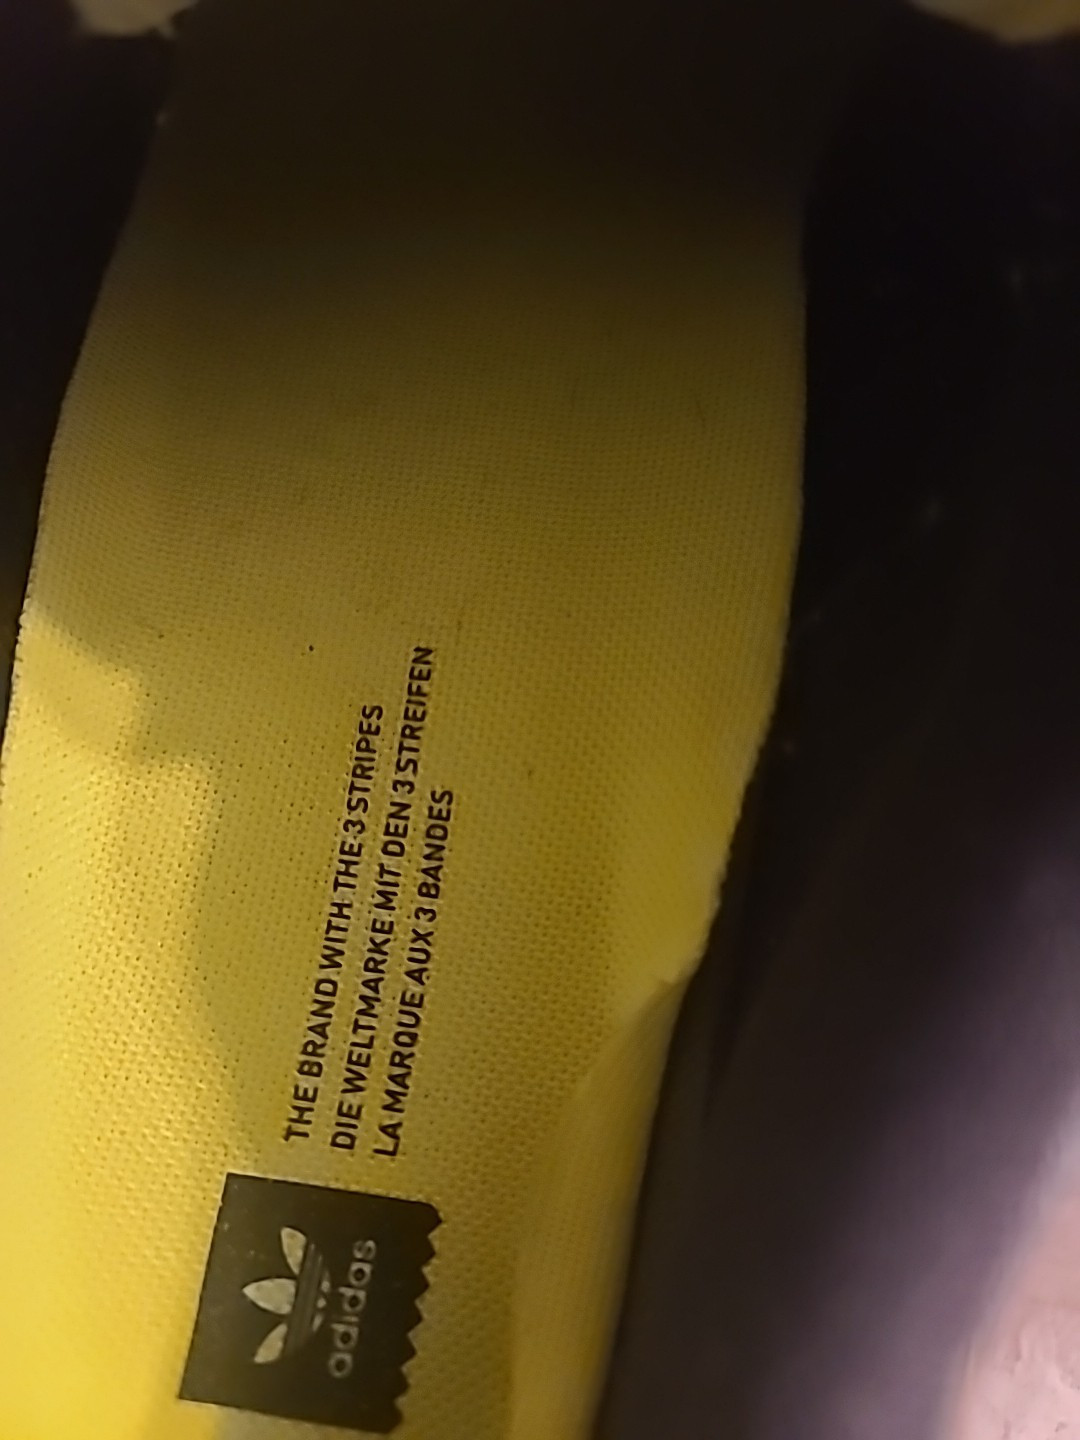 THE BRAND WITH THE 3 STRIPES
DIE WELTMARKE MIT DEN 3 STREIFEN
LA MARQUE AUX 3 BANDES
adidas